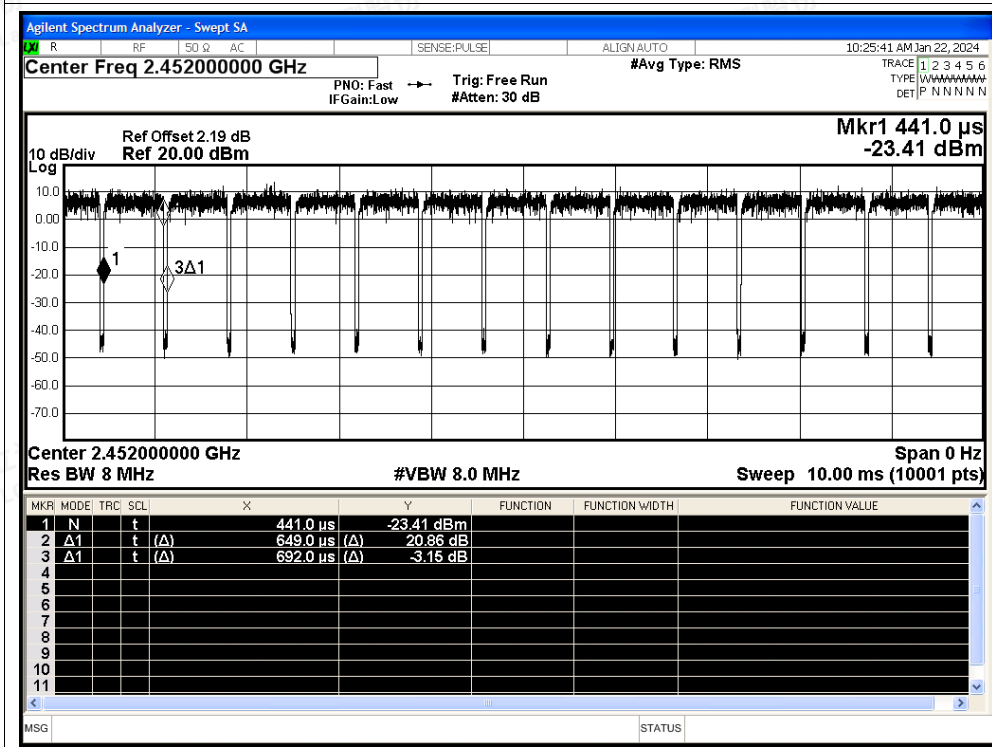 Agilent Spectrum Analyzer - Swept SA
LXI R RF 50 Ω AC SENSE:PULSE ALIGN AUTO 10:25:41 AM Jan 22, 2024
Center Freq 2.452000000 GHz
PNO: Fast
IFGain:Low
Trig: Free Run
#Atten: 30 dB
#Avg Type: RMS
TRACE 1 2 3 4 5 6
TYPE
DET P N N N N N
Ref Offset 2.19 dB
10 dB/div Ref 20.00 dBm
Log
Mkr1 441.0 µs
-23.41 dBm
10.0
0.00
-10.0
-20.0
-30.0
-40.0
-50.0
-60.0
-70.0
1
3Δ1
Center 2.452000000 GHz Span 0 Hz
Res BW 8 MHz #VBW 8.0 MHz Sweep 10.00 ms (10001 pts)
MKR MODE TRC SCL X Y FUNCTION FUNCTION WIDTH FUNCTION VALUE
1 N t 441.0 µs -23.41 dBm
2 Δ1 t (Δ) 649.0 µs (Δ) 20.86 dB
3 Δ1 t (Δ) 692.0 µs (Δ) -3.15 dB
4
5
6
7
8
9
10
11
MSG STATUS